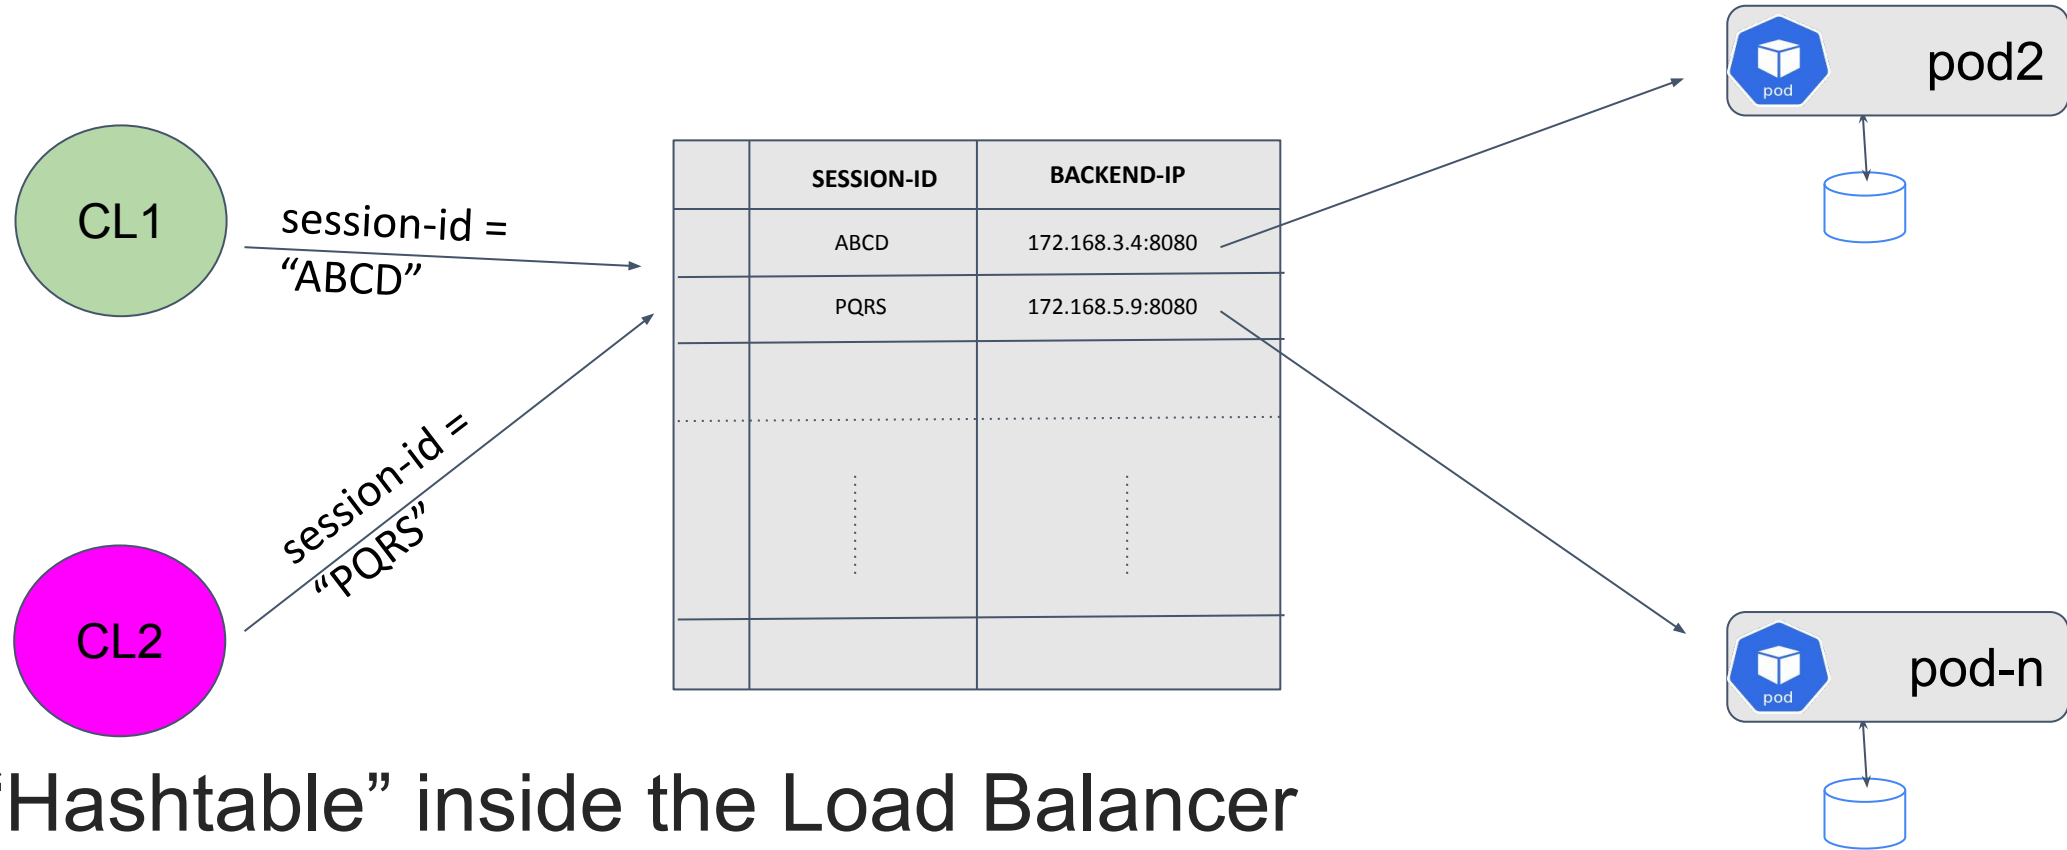 pod2
pod
CL1
session-id =
“ABCD”
SESSION-ID BACKEND-IP
ABCD 172.168.3.4:8080
PQRS 172.168.5.9:8080
session-id =
“PQRS”
CL2
pod-n
pod
“Hashtable” inside the Load Balancer